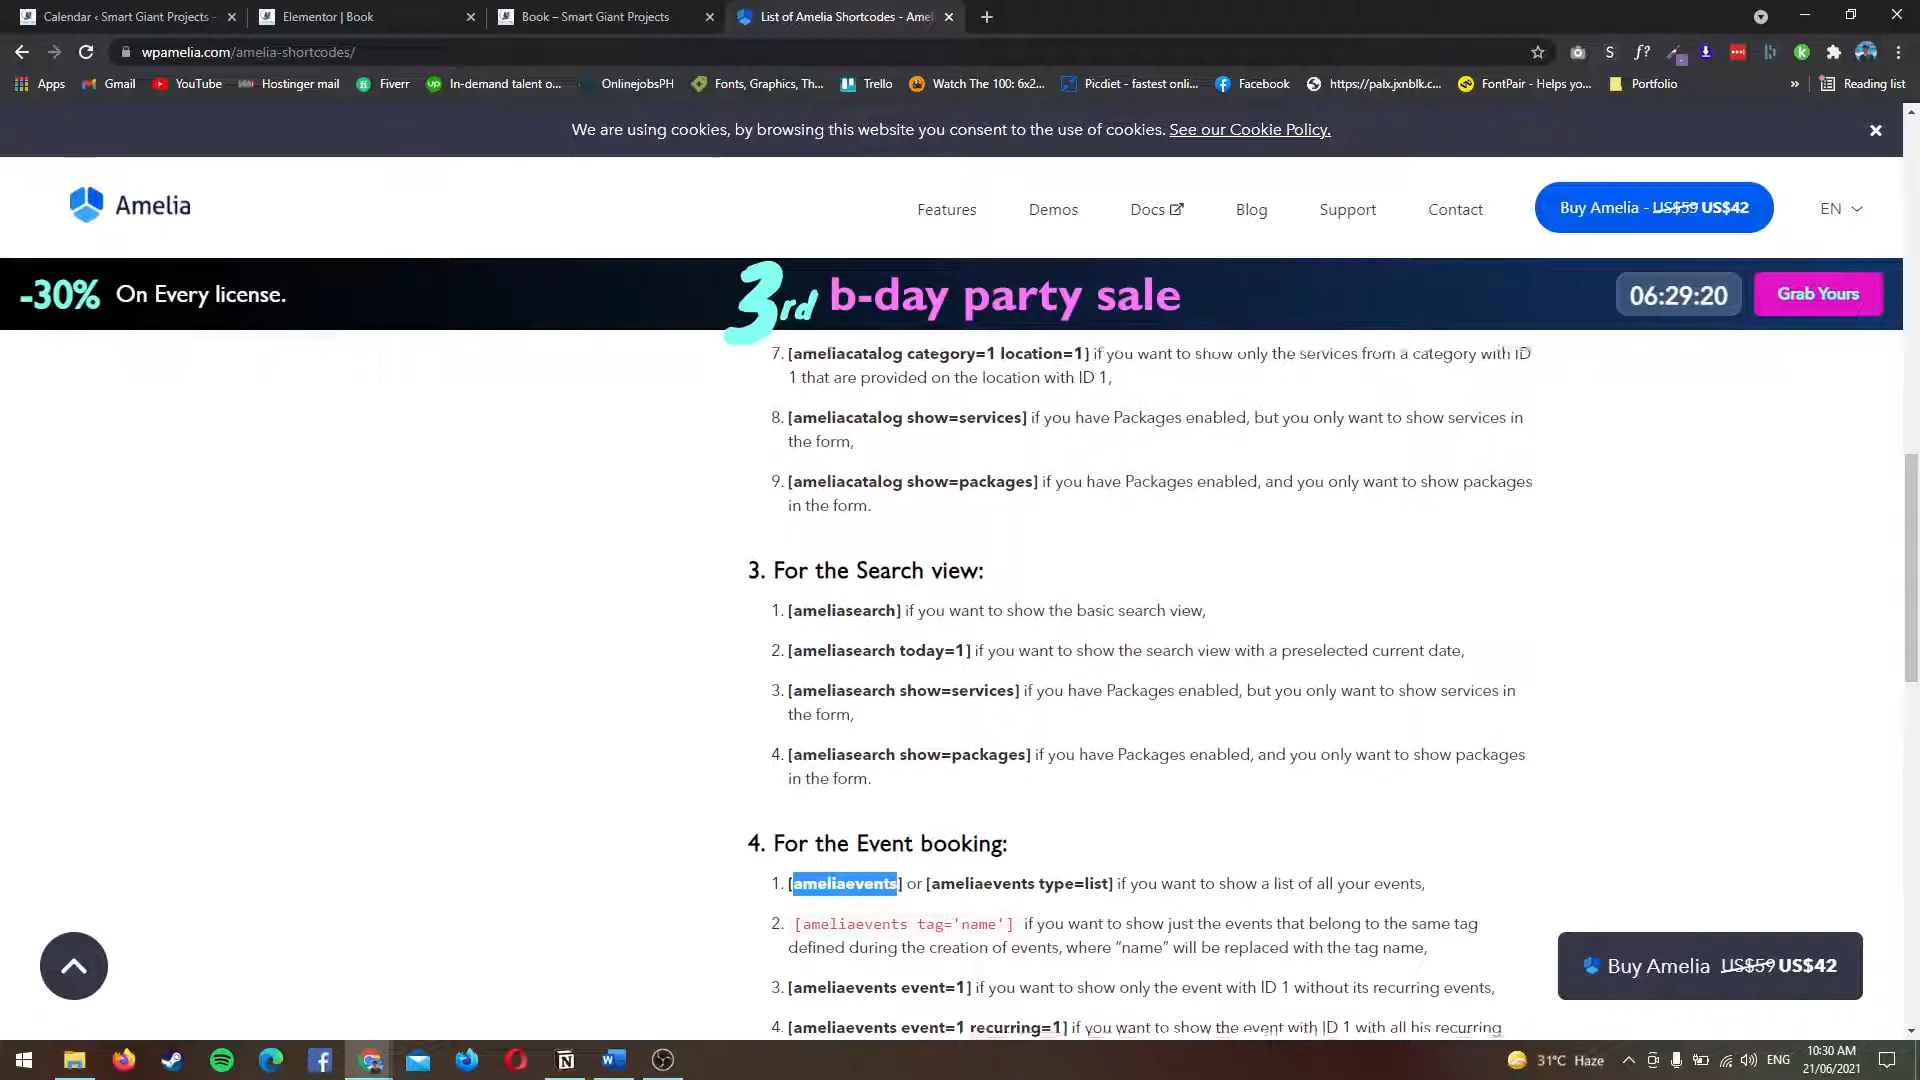 Calendar ‹ Smart Giant Projects -
Elementor | Book
Book – Smart Giant Projects
List of Amelia Shortcodes - Amel
wpamelia.com/amelia-shortcodes/
Apps
Gmail
YouTube
Hostinger mail
Fiverr
In-demand talent o...
OnlinejobsPH
Fonts, Graphics, Th...
Trello
Watch The 100: 6x2...
Picdiet - fastest onli...
Facebook
https://palx.jxnblk.c...
FontPair - Helps yo...
Portfolio
»
Reading list
We are using cookies, by browsing this website you consent to the use of cookies. See our Cookie Policy.
Amelia
Features
Demos
Docs
Blog
Support
Contact
Buy Amelia - US$59 US$42
EN
-30% On Every license.
3rd b-day party sale
06:29:20
Grab Yours
7. [ameliacatalog category=1 location=1] if you want to show only the services from a category with ID
1 that are provided on the location with ID 1,
8. [ameliacatalog show=services] if you have Packages enabled, but you only want to show services in
the form,
9. [ameliacatalog show=packages] if you have Packages enabled, and you only want to show packages
in the form.
3. For the Search view:
1. [ameliasearch] if you want to show the basic search view,
2. [ameliasearch today=1] if you want to show the search view with a preselected current date,
3. [ameliasearch show=services] if you have Packages enabled, but you only want to show services in
the form,
4. [ameliasearch show=packages] if you have Packages enabled, and you only want to show packages
in the form.
4. For the Event booking:
1. [ameliaevents] or [ameliaevents type=list] if you want to show a list of all your events,
2. [ameliaevents tag='name'] if you want to show just the events that belong to the same tag
defined during the creation of events, where “name” will be replaced with the tag name,
3. [ameliaevents event=1] if you want to show only the event with ID 1 without its recurring events,
4. [ameliaevents event=1 recurring=1] if you want to show the event with ID 1 with all his recurring
Buy Amelia US$59 US$42
31°C Haze
ENG
10:30 AM
21/06/2021